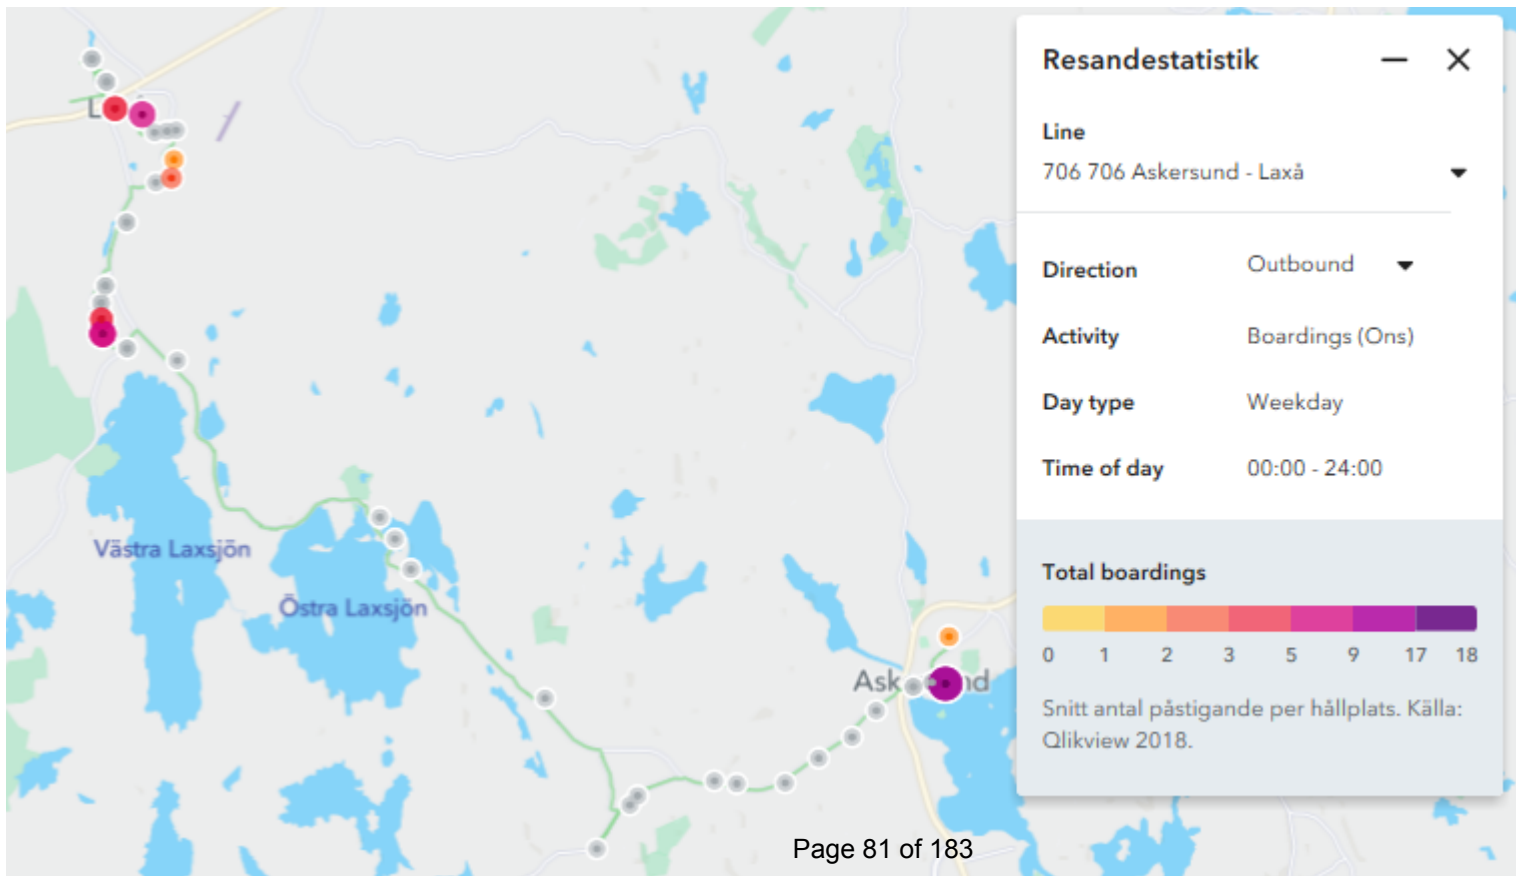 Resandestatistik
Line
706 706 Askersund - Laxå
Direction Outbound
Activity Boardings (Ons)
Day type Weekday
Time of day 00:00 - 24:00
Total boardings
0 1 2 3 5 9 17 18
Snitt antal påstigande per hållplats. Källa:
Qlikview 2018.
Västra Laxsjön
Östra Laxsjön
Page 81 of 183